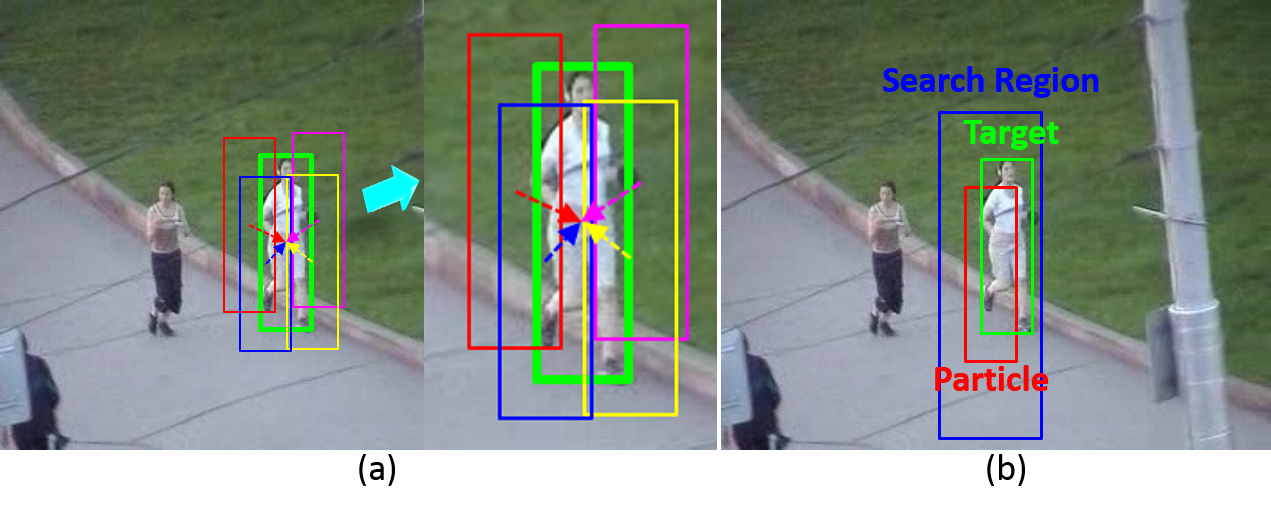 Search Region
Target
Particle
(a)
(b)